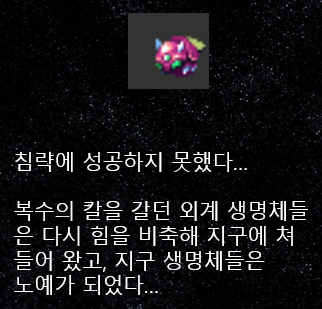 침략에 성공하지 못했다...
복수의 칼을 갈던 외계 생명체들
은 다시 힘을 비축해 지구에 쳐
들어 왔고, 지구 생명체들은
노예가 되었다...